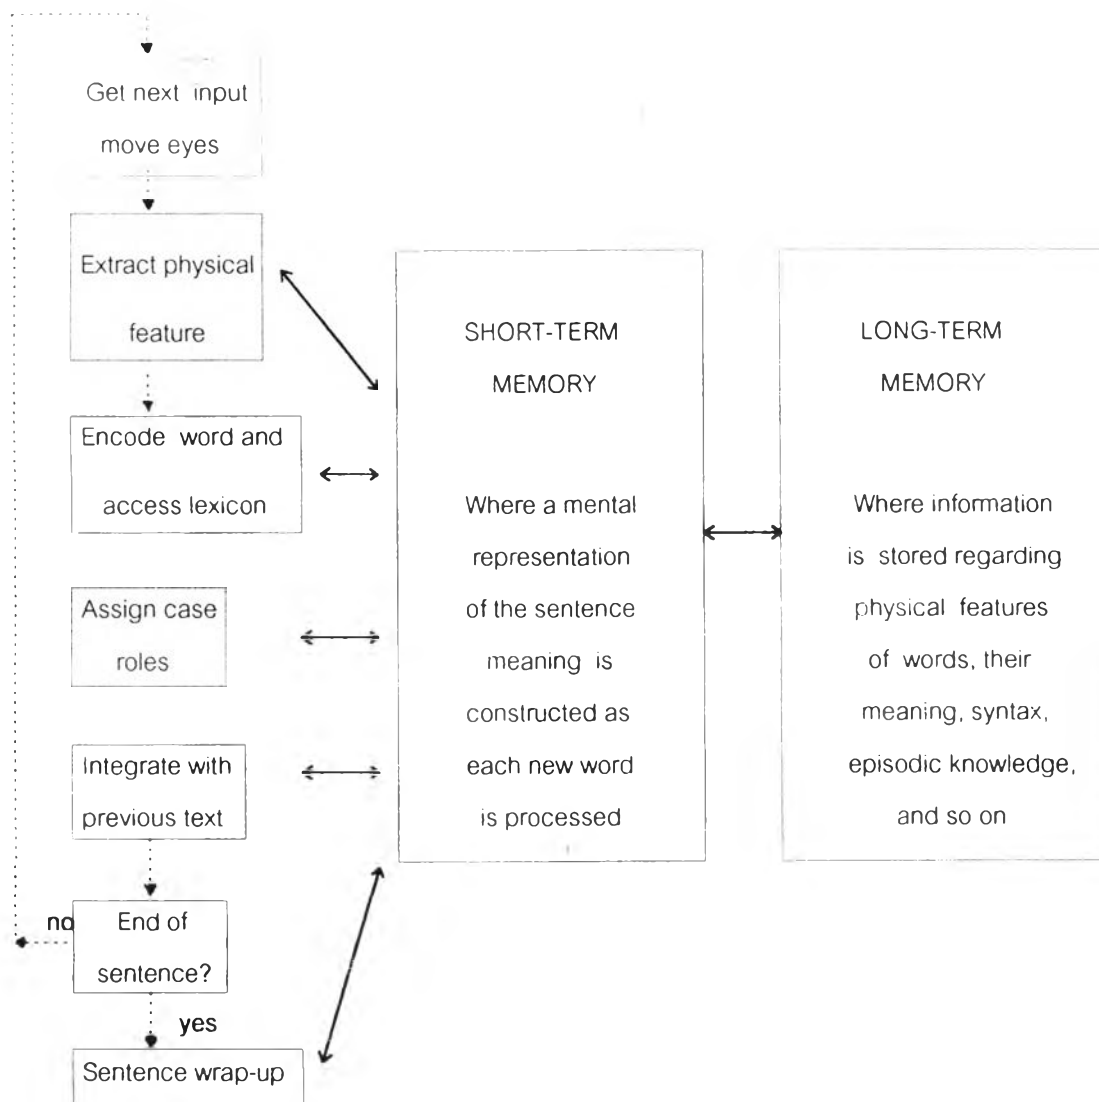 Get next input
move eyes
Extract physical
feature
Encode word and
access lexicon
Assign case
roles
Integrate with
previous text
no
End of
sentence?
yes
Sentence wrap-up
SHORT-TERM
MEMORY
Where a mental
representation
of the sentence
meaning is
constructed as
each new word
is processed
LONG-TERM
MEMORY
Where information
is stored regarding
physical features
of words, their
meaning, syntax,
episodic knowledge,
and so on